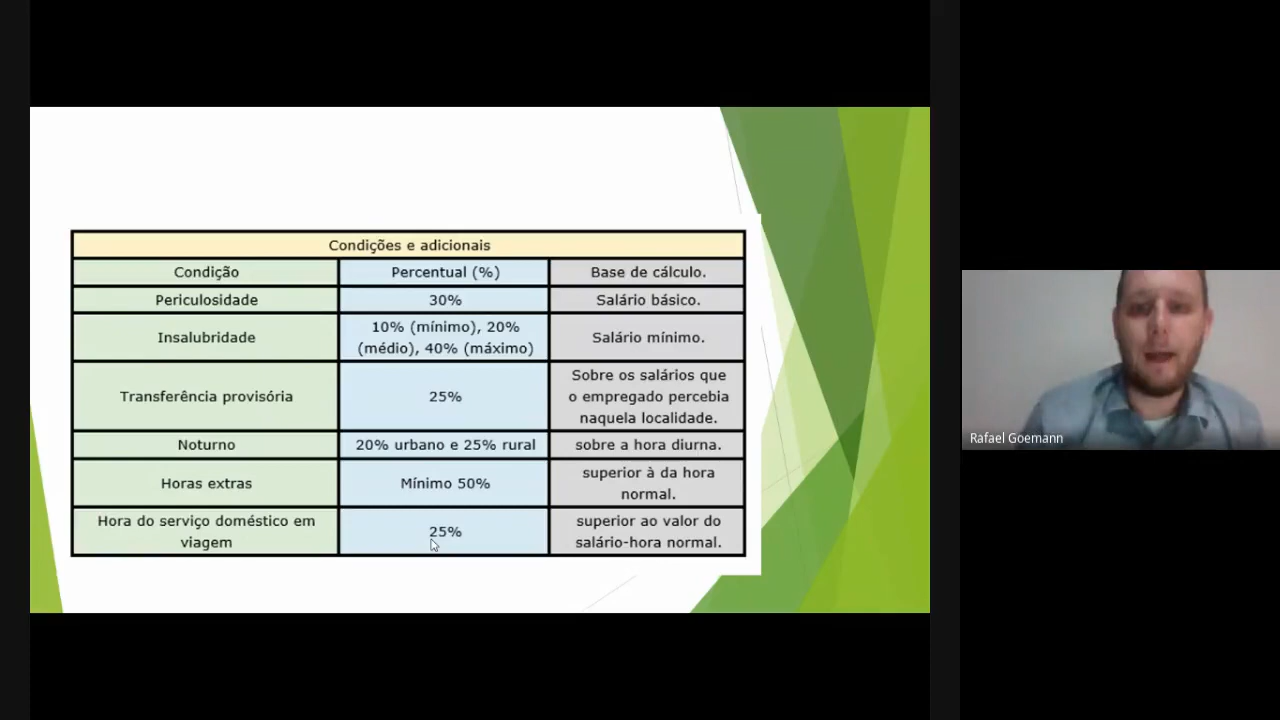 Condições e adicionais
Condição
Percentual (%)
Base de cálculo.
Periculosidade
30%
Salário básico.
Insalubridade
10% (mínimo), 20%
(médio), 40% (máximo)
Salário mínimo.
Transferência provisória
25%
Sobre os salários que
o empregado percebia
naquela localidade.
Noturno
20% urbano e 25% rural
sobre a hora diurna.
Horas extras
Mínimo 50%
superior à da hora
normal.
Hora do serviço doméstico em
viagem
25%
superior ao valor do
salário-hora normal.
Rafael Goemann